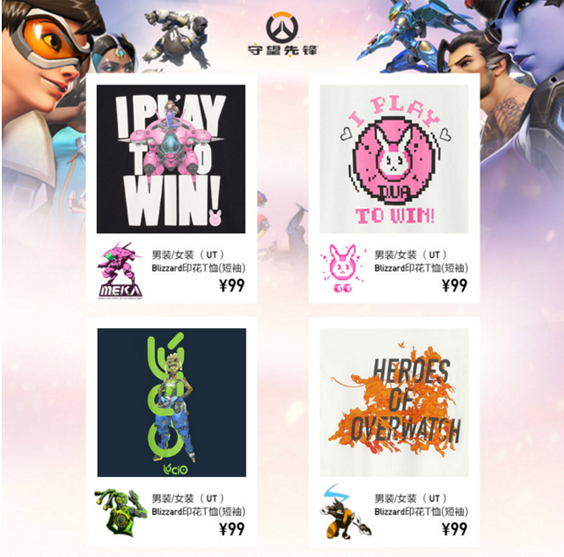 守望先锋
I PLAY
TO
WIN!
I PLAY
D.VA
TO WIN!
MEKA
男装/女装（UT）
Blizzard印花T恤(短袖)
¥99
GG
男装/女装（UT）
Blizzard印花T恤(短袖)
¥99
LÚCIO
HEROES
OF
OVERWATCH
男装/女装（UT）
Blizzard印花T恤(短袖)
¥99
男装/女装（UT）
Blizzard印花T恤(短袖)
¥99